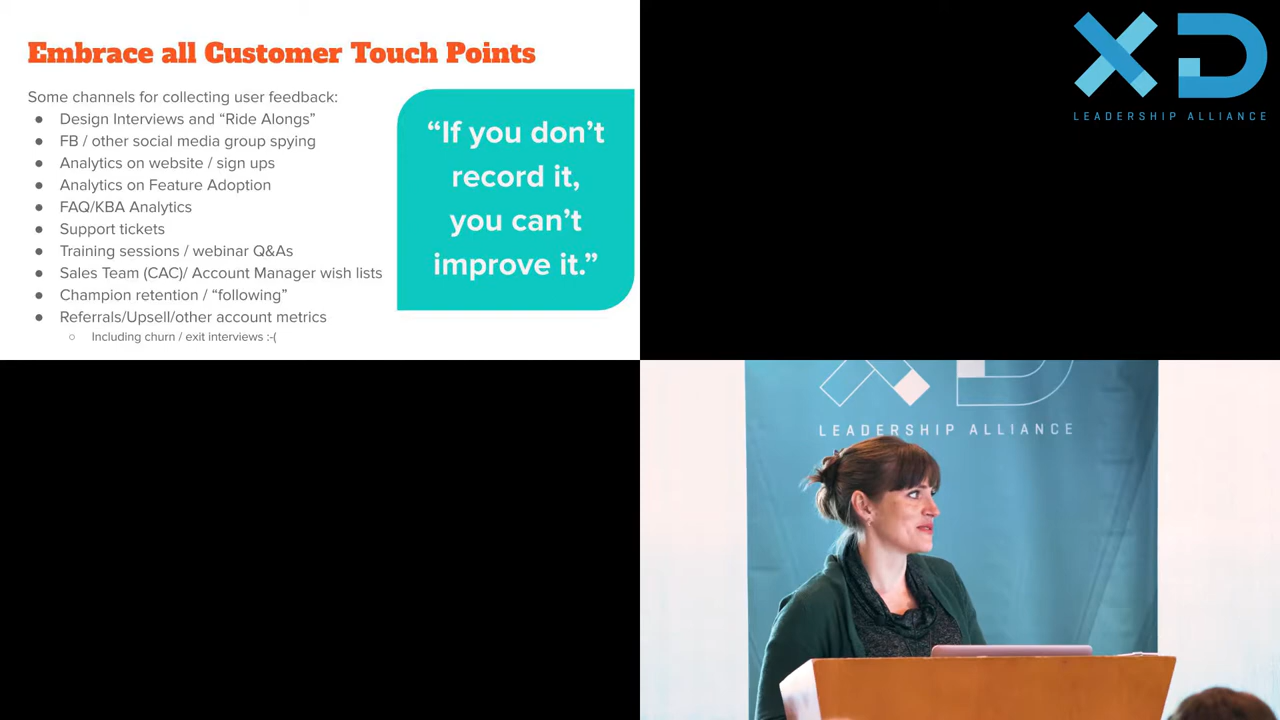 Embrace all Customer Touch Points
Some channels for collecting user feedback:
● Design Interviews and “Ride Alongs”
● FB / other social media group spying
● Analytics on website / sign ups
● Analytics on Feature Adoption
● FAQ/KBA Analytics
● Support tickets
● Training sessions / webinar Q&As
● Sales Team (CAC)/ Account Manager wish lists
● Champion retention / “following”
● Referrals/Upsell/other account metrics
○ Including churn / exit interviews :-(
“If you don’t
record it,
you can’t
improve it.”
XD
LEADERSHIP ALLIANCE
XD
LEADERSHIP ALLIANCE